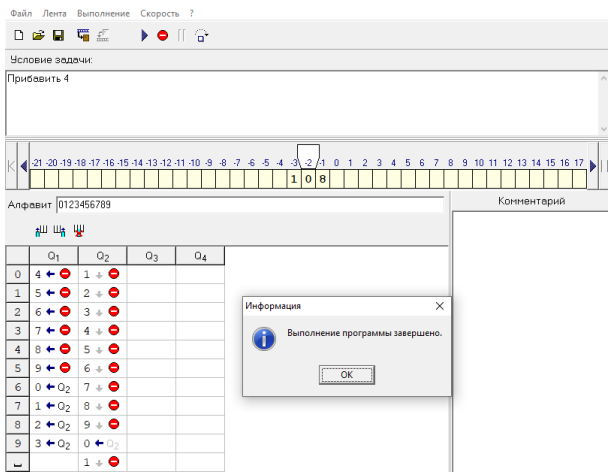 Файл Лента Выполнение Скорость ?
Условие задачи:
Прибавить 4
-21 -20 -19 -18 -17 -16 -15 -14 -13 -12 -11 -10 -9 -8 -7 -6 -5 -4 -3 -2 -1 0 1 2 3 4 5 6 7 8 9 10 11 12 13 14 15 16 17
1 0 8
Алфавит 0123456789
Комментарий
Q1 Q2 Q3 Q4
0 4 ← 1 ↓
1 5 ← 2 ↓
2 6 ← 3 ↓
3 7 ← 4 ↓
4 8 ← 5 ↓
5 9 ← 6 ↓
6 0 ← Q2 7 ↓
7 1 ← Q2 8 ↓
8 2 ← Q2 9 ↓
9 3 ← Q2 0 ← Q2
1 ↓
Информация
Выполнение программы завершено.
OK